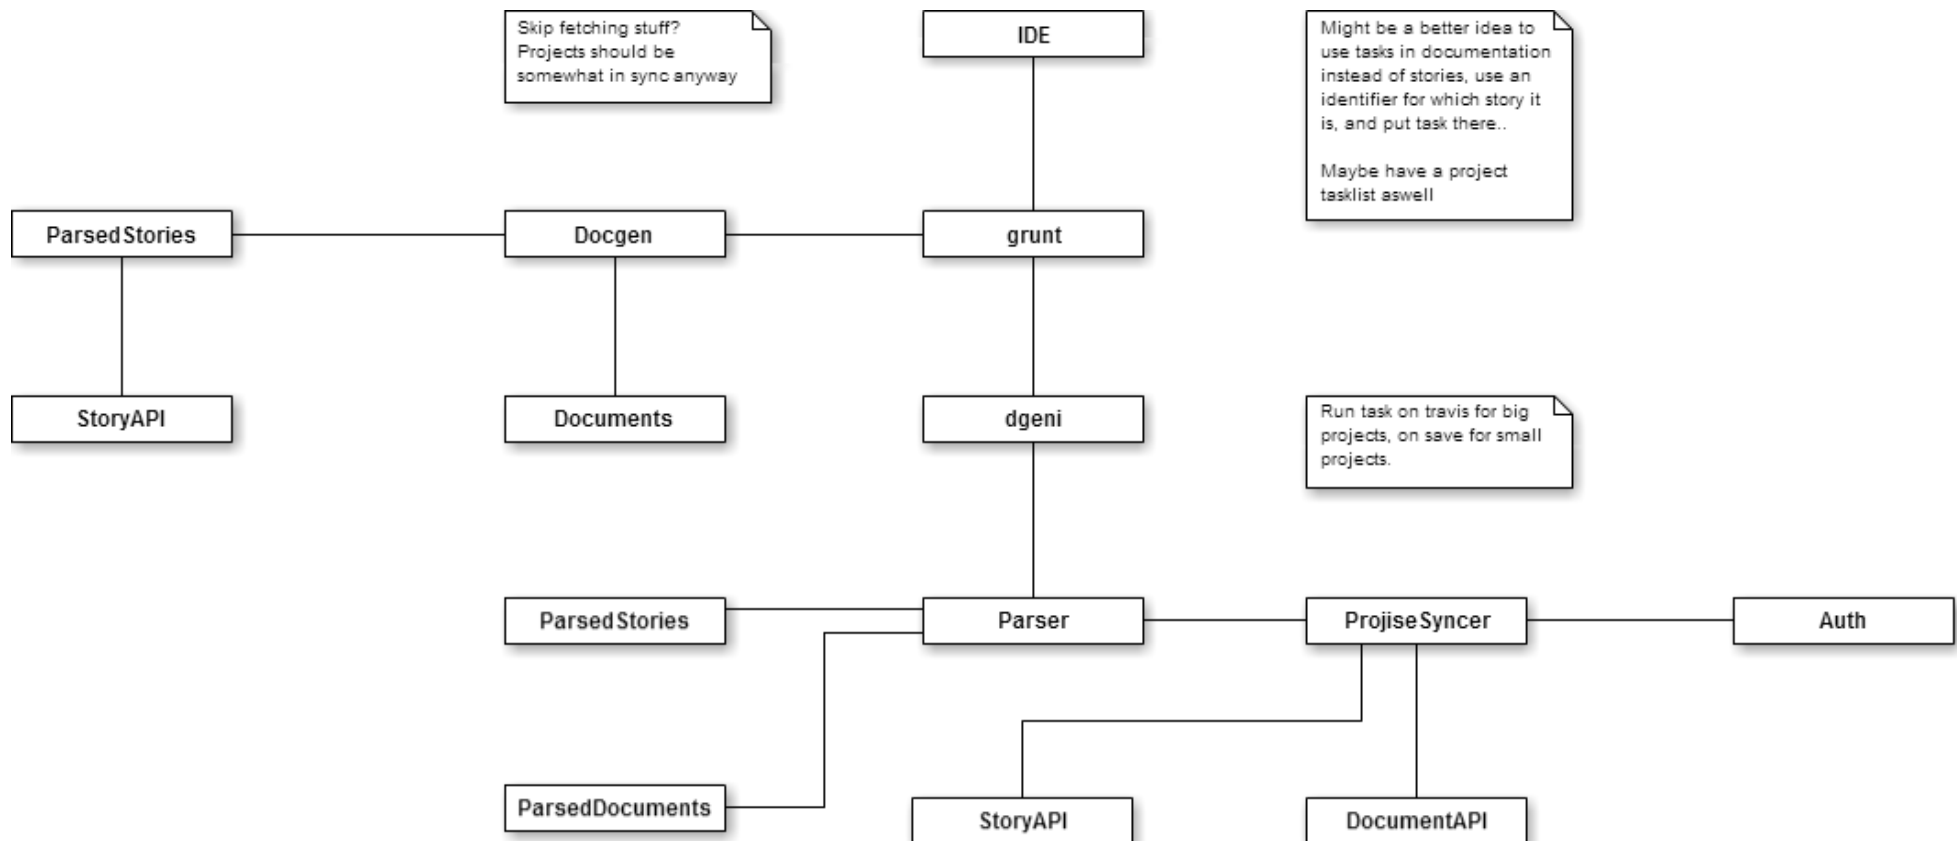 Skip fetching stuff?
Projects should be
somewhat in sync anyway
IDE
Might be a better idea to
use tasks in documentation
instead of stories, use an
identifier for which story it
is, and put task there..
Maybe have a project
tasklist aswell
ParsedStories
Docgen
grunt
StoryAPI
Documents
dgeni
Run task on travis for big
projects, on save for small
projects.
ParsedStories
Parser
ProjiseSyncer
Auth
ParsedDocuments
StoryAPI
DocumentAPI